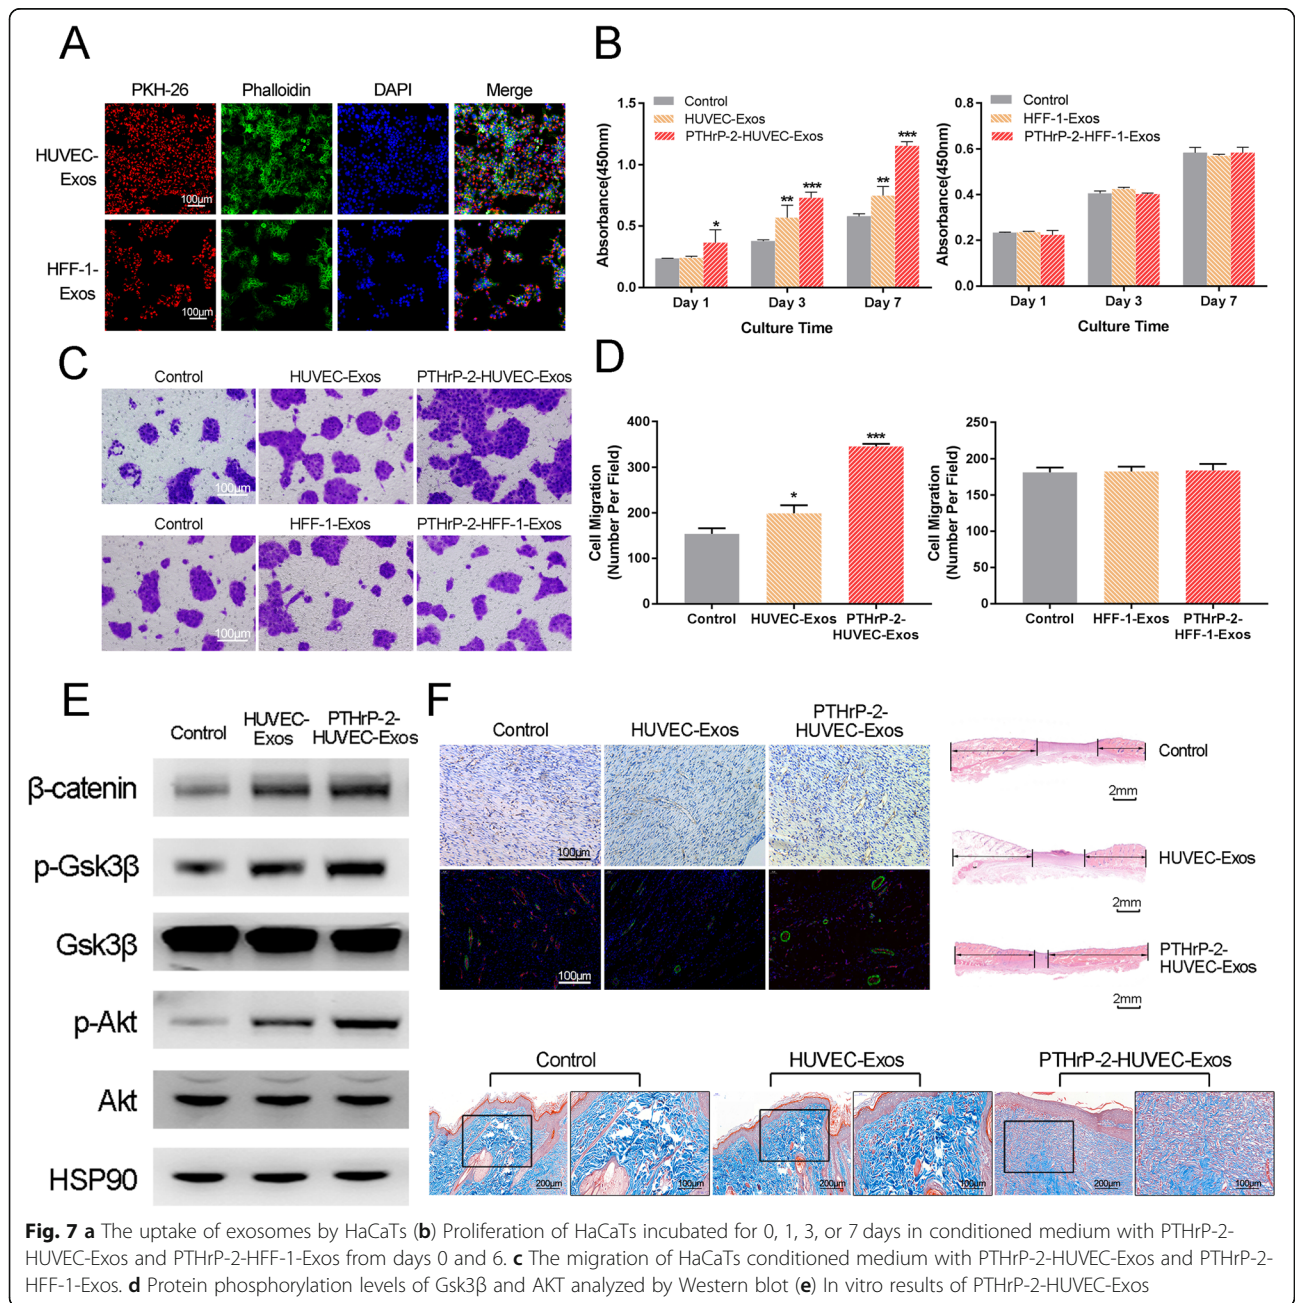 A
PKH-26 Phalloidin DAPI Merge
HUVEC-
Exos
100μm
HFF-1-
Exos
100μm
B
Control
HUVEC-Exos
PTHrP-2-HUVEC-Exos
Absorbance(450nm)
1.5
1.0
0.5
0.0
* ** *** ** ***
Day 1 Day 3 Day 7
Culture Time
Control
HFF-1-Exos
PTHrP-2-HFF-1-Exos
Absorbance(450nm)
0.8
0.6
0.4
0.2
0.0
Day 1 Day 3 Day 7
Culture Time
C
Control HUVEC-Exos PTHrP-2-HUVEC-Exos
100μm
Control HFF-1-Exos PTHrP-2-HFF-1-Exos
100μm
D
Cell Migration
(Number Per Field)
400
300
200
100
0
* ***
Control HUVEC-Exos PTHrP-2-
HUVEC-Exos
Cell Migration
(Number Per Field)
250
200
150
100
50
0
Control HFF-1-Exos PTHrP-2-
HFF-1-Exos
E
Control HUVEC-
Exos PTHrP-2-
HUVEC-Exos
β-catenin
p-Gsk3β
Gsk3β
p-Akt
Akt
HSP90
F
Control HUVEC-Exos PTHrP-2-
HUVEC-Exos
100μm
100μm
Control
2mm
HUVEC-Exos
2mm
PTHrP-2-
HUVEC-Exos
2mm
Control HUVEC-Exos PTHrP-2-HUVEC-Exos
200μm 100μm 200μm 100μm 200μm 100μm
Fig. 7 a The uptake of exosomes by HaCaTs (b) Proliferation of HaCaTs incubated for 0, 1, 3, or 7 days in conditioned medium with PTHrP-2-
HUVEC-Exos and PTHrP-2-HFF-1-Exos from days 0 and 6. c The migration of HaCaTs conditioned medium with PTHrP-2-HUVEC-Exos and PTHrP-2-
HFF-1-Exos. d Protein phosphorylation levels of Gsk3β and AKT analyzed by Western blot (e) In vitro results of PTHrP-2-HUVEC-Exos